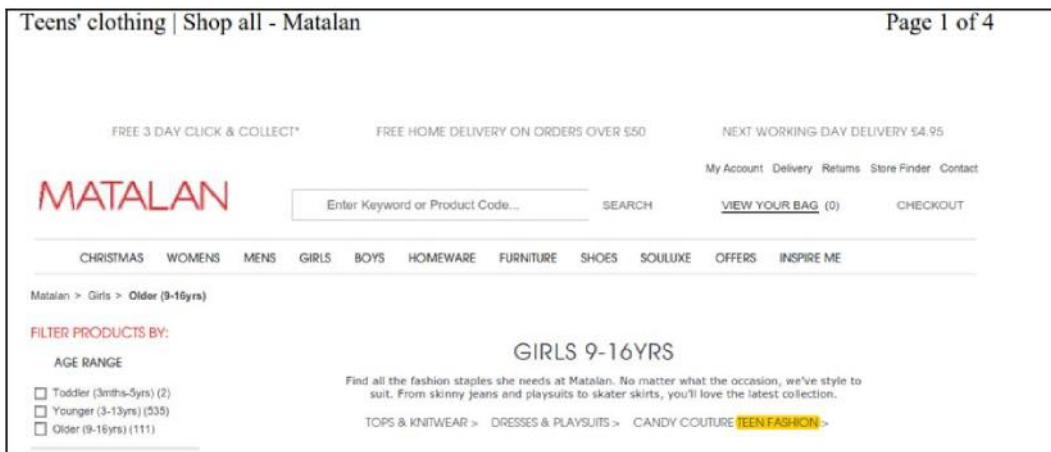 Teens' clothing | Shop all - Matalan Page 1 of 4
FREE 3 DAY CLICK & COLLECT* FREE HOME DELIVERY ON ORDERS OVER £50 NEXT WORKING DAY DELIVERY £4.95
My Account Delivery Returns Store Finder Contact
MATALAN
Enter Keyword or Product Code... SEARCH VIEW YOUR BAG (0) CHECKOUT
CHRISTMAS WOMENS MENS GIRLS BOYS HOMEWARE FURNITURE SHOES SOULUXE OFFERS INSPIRE ME
Matalan > Girls > Older (9-16yrs)
FILTER PRODUCTS BY:
AGE RANGE
Toddler (3mths-5yrs) (2)
Younger (3-13yrs) (535)
Older (9-16yrs) (111)
GIRLS 9-16YRS
Find all the fashion staples she needs at Matalan. No matter what the occasion, we've style to
suit. From skinny jeans and playsuits to skater skirts, you'll love the latest collection.
TOPS & KNITWEAR > DRESSES & PLAYSUITS > CANDY COUTURE TEEN FASHION >